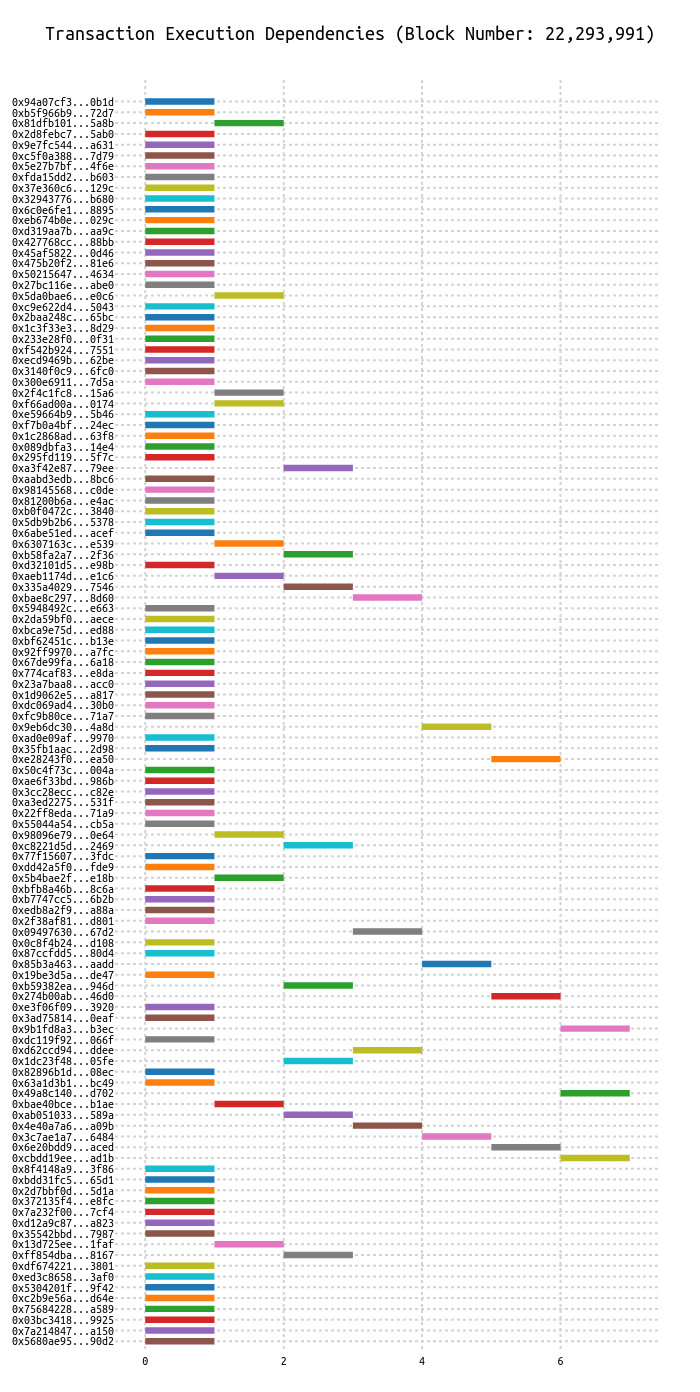 Transaction Execution Dependencies (Block Number: 22,293,991)
0x94a07cf3...0b1d
0xb5f966b9...72d7
0x81dfb101...5a8b
0x2d8febc7...5ab0
0x9e7fc544...a631
0xc5f0a388...7d79
0x5e27b7bf...4f6e
0xfda15dd2...b603
0x37e360c6...129c
0x32943776...b680
0x6c0e6fe1...8895
0xeb674b0e...029c
0xd319aa7b...aa9c
0x427768cc...88bb
0x45af5822...0d46
0x475b20f2...81e6
0x50215647...4634
0x27bc116e...abe0
0x5da0bae6...e0c6
0xc9e622d4...5043
0x2baa248c...65bc
0x1c3f33e3...8d29
0x233e28f0...0f31
0xf542b924...7551
0xecd9469b...62be
0x3140f0c9...6fc0
0x300e6911...7d5a
0x2f4c1fc8...15a6
0xf66ad00a...0174
0xe59664b9...5b46
0xf7b0a4bf...24ec
0x1c2868ad...63f8
0x089dbfa3...14e4
0x295fd119...5f7c
0xa3f42e87...79ee
0xaabd3edb...8bc6
0x98145568...c0de
0x81200b6a...e4ac
0xb0f0472c...3840
0x5db9b2b6...5378
0x6abe51ed...acef
0x6307163c...e539
0xb58fa2a7...2f36
0xd32101d5...e98b
0xaeb1174d...e1c6
0x335a4029...7546
0xbae8c297...8d60
0x5948492c...e663
0x2da59bf0...aece
0xbca9e75d...ed88
0xbf62451c...b13e
0x92ff9970...a7fc
0x67de99fa...6a18
0x774caf83...e8da
0x23a7baa8...acc0
0x1d9062e5...a817
0xdc069ad4...30b0
0xfc9b80ce...71a7
0x9eb6dc30...4a8d
0xad0e09af...9970
0x35fb1aac...2d98
0xe28243f0...ea50
0x50c4f73c...004a
0xae6f33bd...986b
0x3cc28ecc...c82e
0xa3ed2275...531f
0x22ff8eda...71a9
0x55044a54...cb5a
0x98096e79...0e64
0xc8221d5d...2469
0x77f15607...3fdc
0xdd42a5f0...fde9
0x5b4bae2f...e18b
0xbfb8a46b...8c6a
0xb7747cc5...6b2b
0xedb8a2f9...a88a
0x2f38af81...d801
0x09497630...67d2
0x0c8f4b24...d108
0x87ccfdd5...80d4
0x85b3a463...aadd
0x19be3d5a...de47
0xb59382ea...946d
0x274b00ab...46d0
0xe3f06f09...3920
0x3ad75814...0eaf
0x9b1fd8a3...b3ec
0xdc119f92...066f
0xd62ccd94...ddee
0x1dc23f48...05fe
0x82896b1d...08ec
0x63a1d3b1...bc49
0x49a8c140...d702
0xbae40bce...b1ae
0xab051033...589a
0x4e40a7a6...a09b
0x3c7ae1a7...6484
0x6e20bdd9...aced
0xcbdd19ee...ad1b
0x8f4148a9...3f86
0xbdd31fc5...65d1
0x2d7bbf0d...5d1a
0x372135f4...e8fc
0x7a232f00...7cf4
0xd12a9c87...a823
0x35542bbd...7987
0x13d725ee...1faf
0xff854dba...8167
0xdf674221...3801
0xed3c8658...3af0
0x5304201f...9f42
0xc2b9e56a...d64e
0x75684228...a589
0x03bc3418...9925
0x7a214847...a150
0x5680ae95...90d2
0 2 4 6